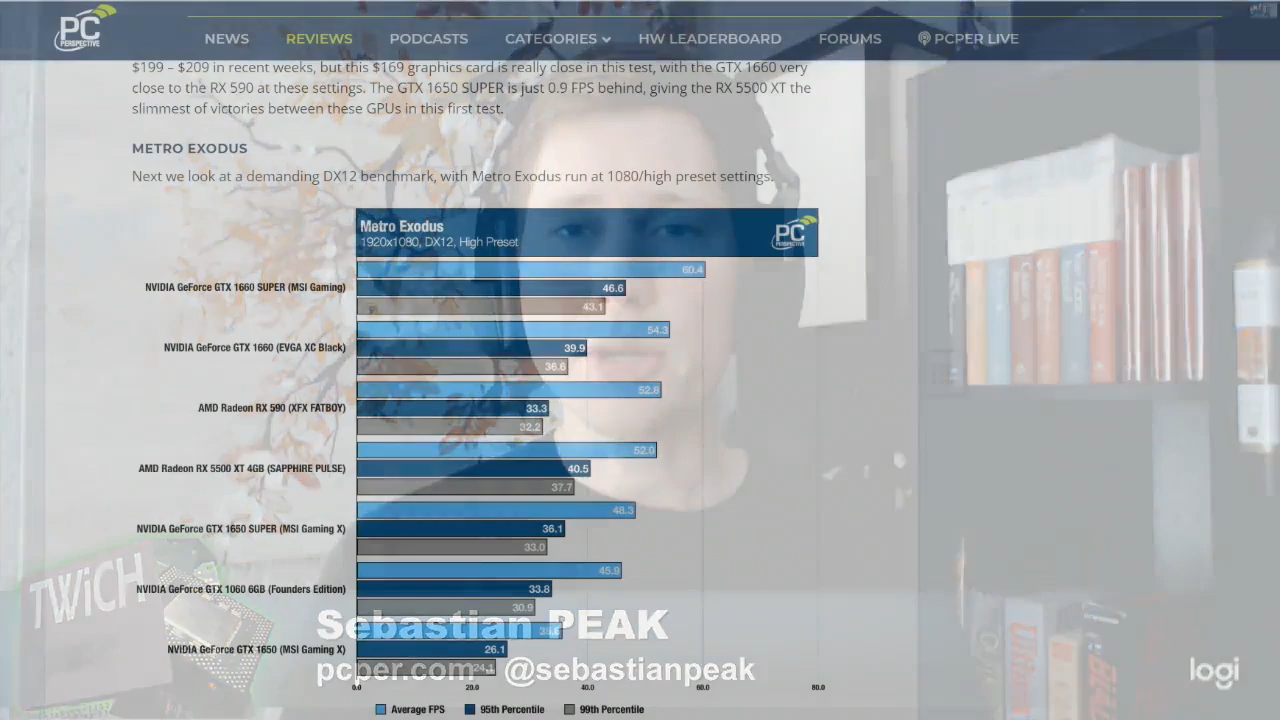 PC
PERSPECTIVE
NEWS REVIEWS PODCASTS CATEGORIES HW LEADERBOARD FORUMS PCPER LIVE
$199 – $209 in recent weeks, but this $169 graphics card is really close in this test, with the GTX 1660 very
close to the RX 590 at these settings. The GTX 1650 SUPER is just 0.9 FPS behind, giving the RX 5500 XT the
slimmest of victories between these GPUs in this first test.
METRO EXODUS
Next we look at a demanding DX12 benchmark, with Metro Exodus run at 1080/high preset settings.
Metro Exodus
1920x1080, DX12, High Preset
PC
PERSPECTIVE
60.4
NVIDIA GeForce GTX 1660 SUPER (MSI Gaming) 46.6
43.1
54.3
NVIDIA GeForce GTX 1660 (EVGA XC Black) 39.9
36.6
52.8
AMD Radeon RX 590 (XFX FATBOY) 33.3
32.2
52.0
AMD Radeon RX 5500 XT 4GB (SAPPHIRE PULSE) 40.5
37.7
48.3
NVIDIA GeForce GTX 1650 SUPER (MSI Gaming X) 36.1
33.0
45.9
NVIDIA GeForce GTX 1060 6GB (Founders Edition) 33.8
30.9
NVIDIA GeForce GTX 1650 (MSI Gaming X) 26.1
24.1
0.0 20.0 40.0 60.0 80.0
Average FPS 95th Percentile 99th Percentile
TWiCH
Sebastian PEAK
pcper.com - @sebastianpeak
logi